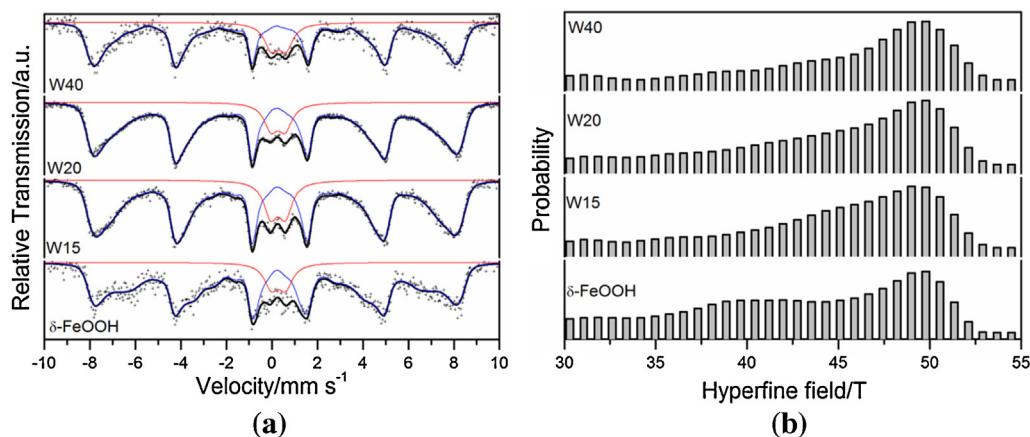 (a)
Relative Transmission/a.u.
W40
W20
W15
δ-FeOOH
-10 -8 -6 -4 -2 0 2 4 6 8 10
Velocity/mm s⁻¹
(b)
Probability
W40
W20
W15
δ-FeOOH
30 35 40 45 50 55
Hyperfine field/T
(a)
(b)